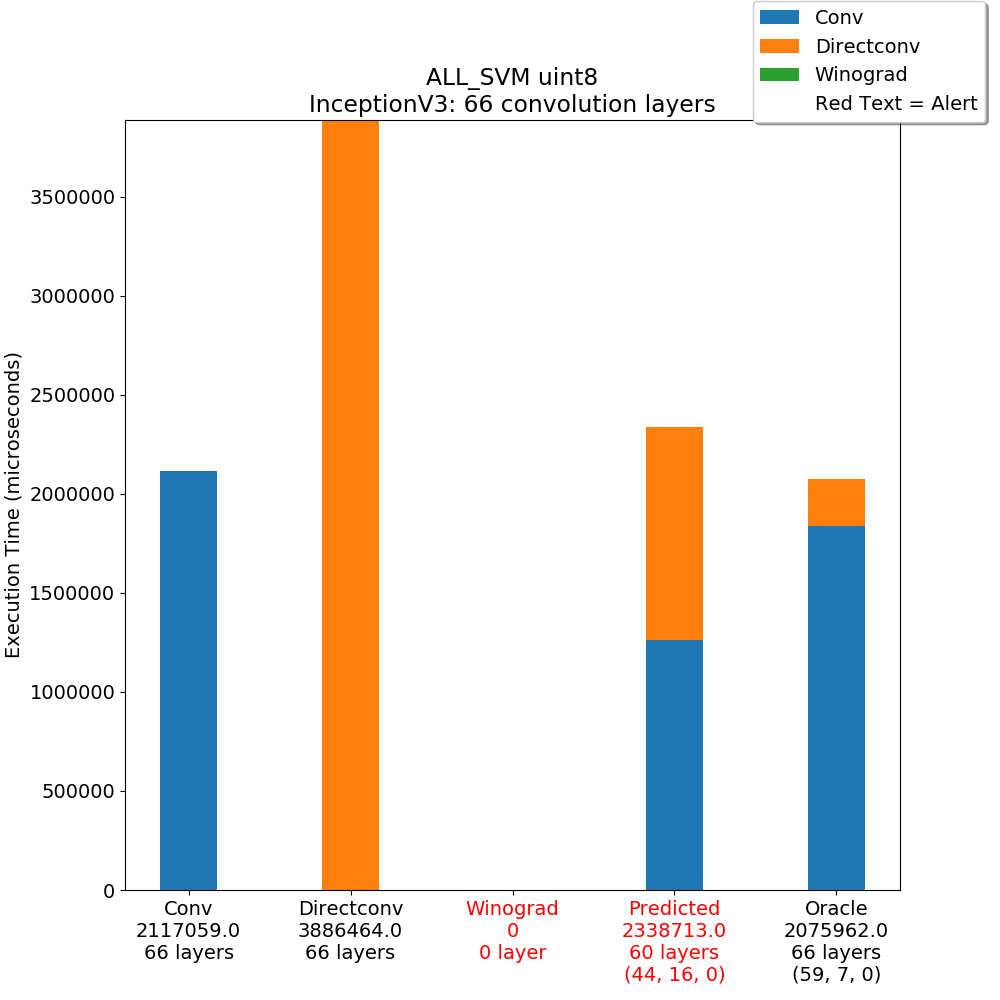 Conv
Directconv
Winograd
Red Text = Alert
ALL_SVM uint8
InceptionV3: 66 convolution layers
Execution Time (microseconds)
3500000
3000000
2500000
2000000
1500000
1000000
500000
0
Conv
2117059.0
66 layers
Directconv
3886464.0
66 layers
Winograd
0
0 layer
Predicted
2338713.0
60 layers
(44, 16, 0)
Oracle
2075962.0
66 layers
(59, 7, 0)